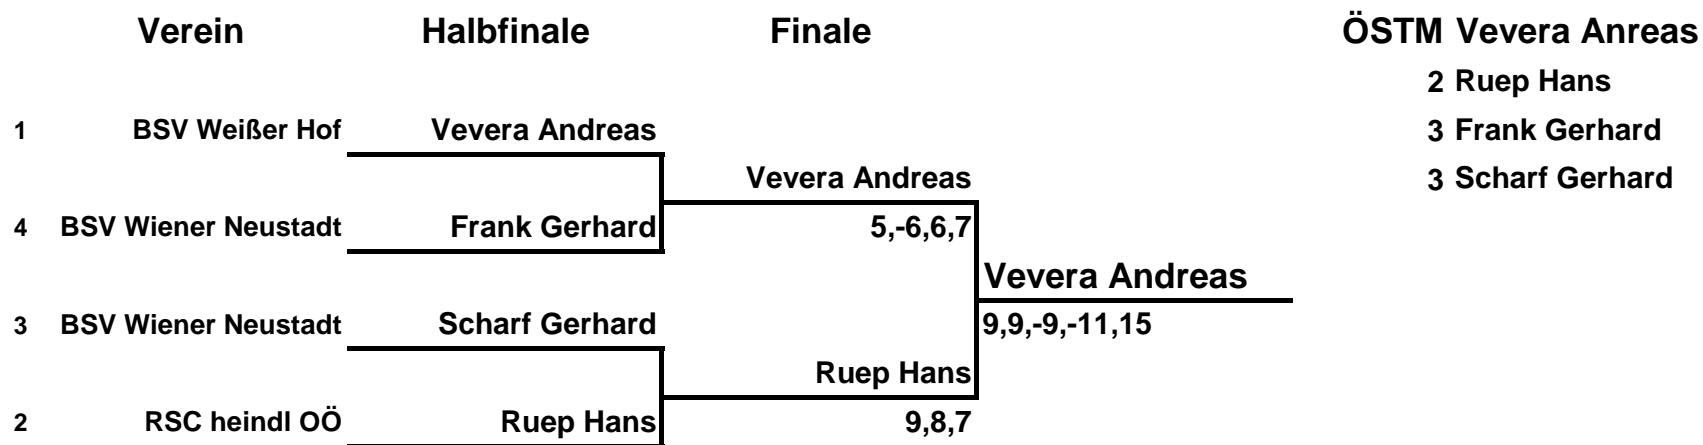 Verein Halbfinale Finale ÖSTM Vevera Anreas
2 Ruep Hans
1 BSV Weißer Hof Vevera Andreas 3 Frank Gerhard
Vevera Andreas 3 Scharf Gerhard
4 BSV Wiener Neustadt Frank Gerhard 5,-6,6,7
Vevera Andreas
3 BSV Wiener Neustadt Scharf Gerhard 9,9,-9,-11,15
Ruep Hans
2 RSC heindl OÖ Ruep Hans 9,8,7